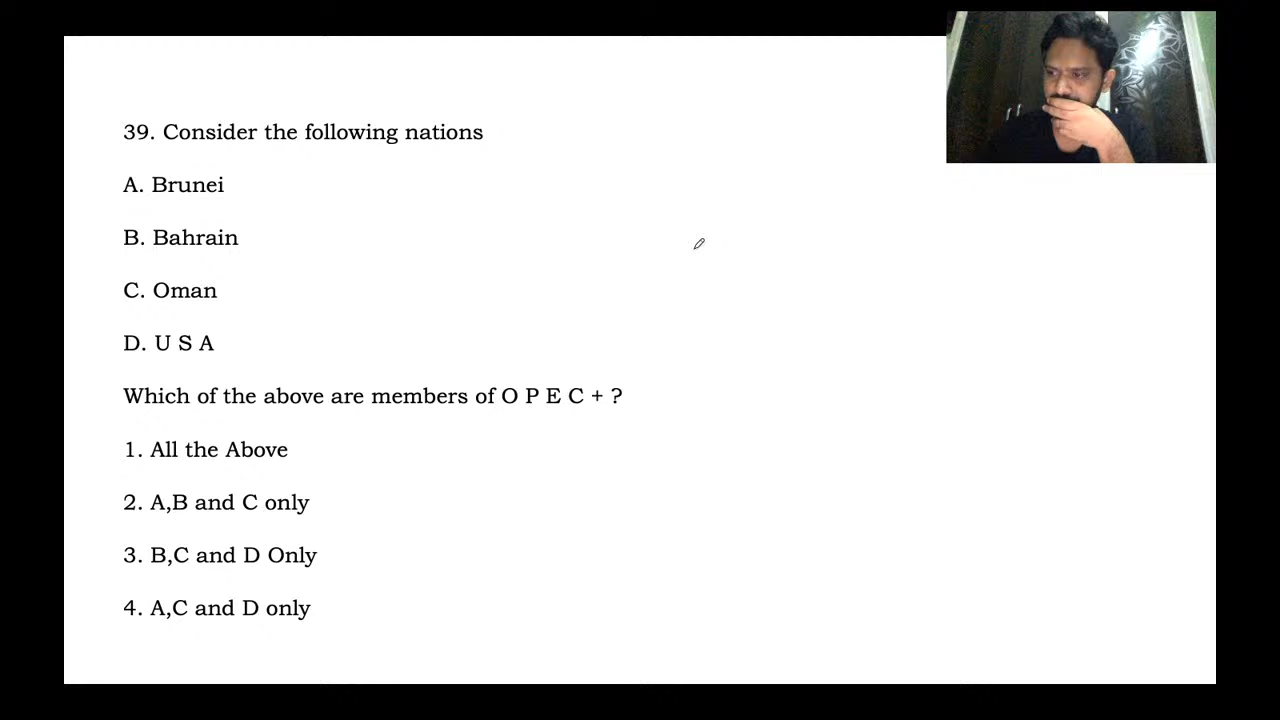 39. Consider the following nations
A. Brunei
B. Bahrain
C. Oman
D. U S A
Which of the above are members of O P E C + ?
1. All the Above
2. A,B and C only
3. B,C and D Only
4. A,C and D only